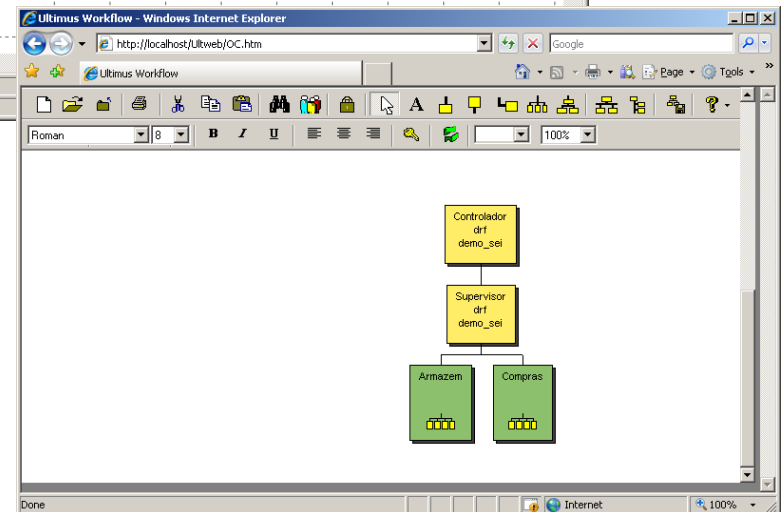 Ultimus Workflow - Windows Internet Explorer
http://localhost/Ultweb/OC.htm
Google
Ultimus Workflow
Page
Tools
A
?
Roman
8
B I U
100%
Controlador
drf
demo_sei
Supervisor
drf
demo_sei
Armazem
Compras
Done
Internet
100%